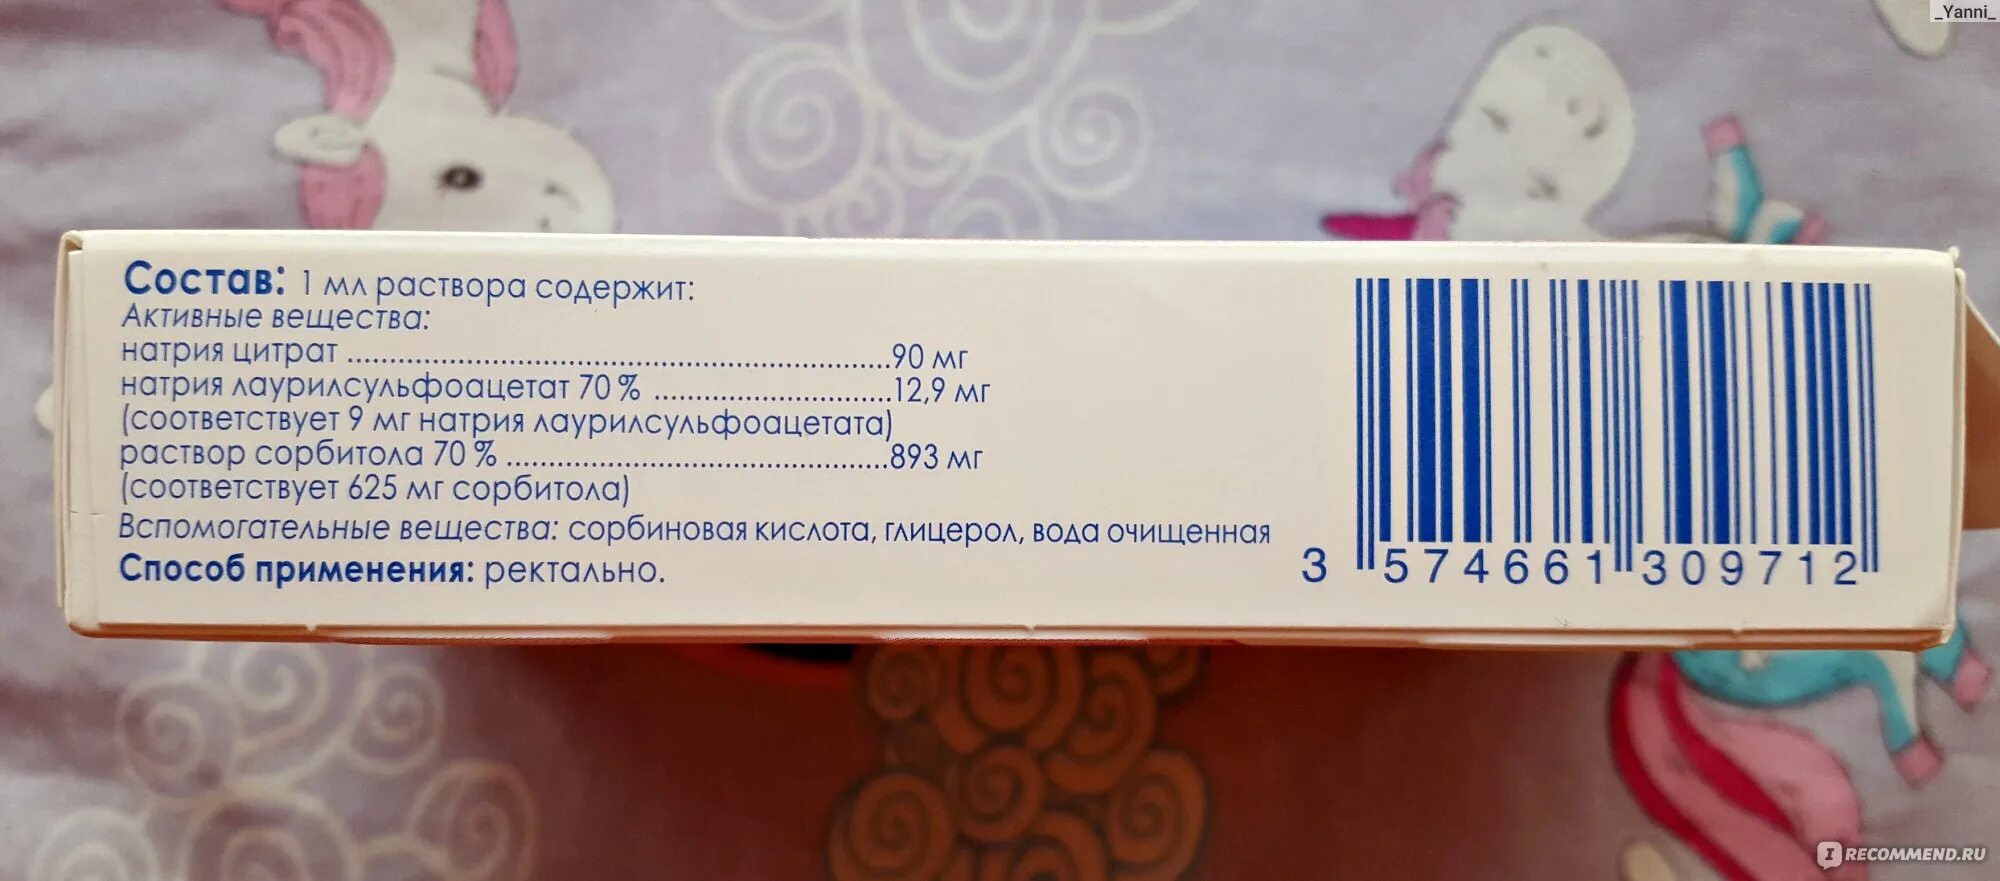 _Yanni_
Состав: 1 мл раствора содержит:
Активные вещества:
натрия цитрат ........................................................................90 мг
натрия лаурилсульфоацетат 70 % ................................12,9 мг
(соответствует 9 мг натрия лаурилсульфоацетата)
раствор сорбитола 70 % ...................................................893 мг
(соответствует 625 мг сорбитола)
Вспомогательные вещества: сорбиновая кислота, глицерол, вода очищенная
Способ применения: ректально.
3 574661 309712
IRECOMMEND.RU